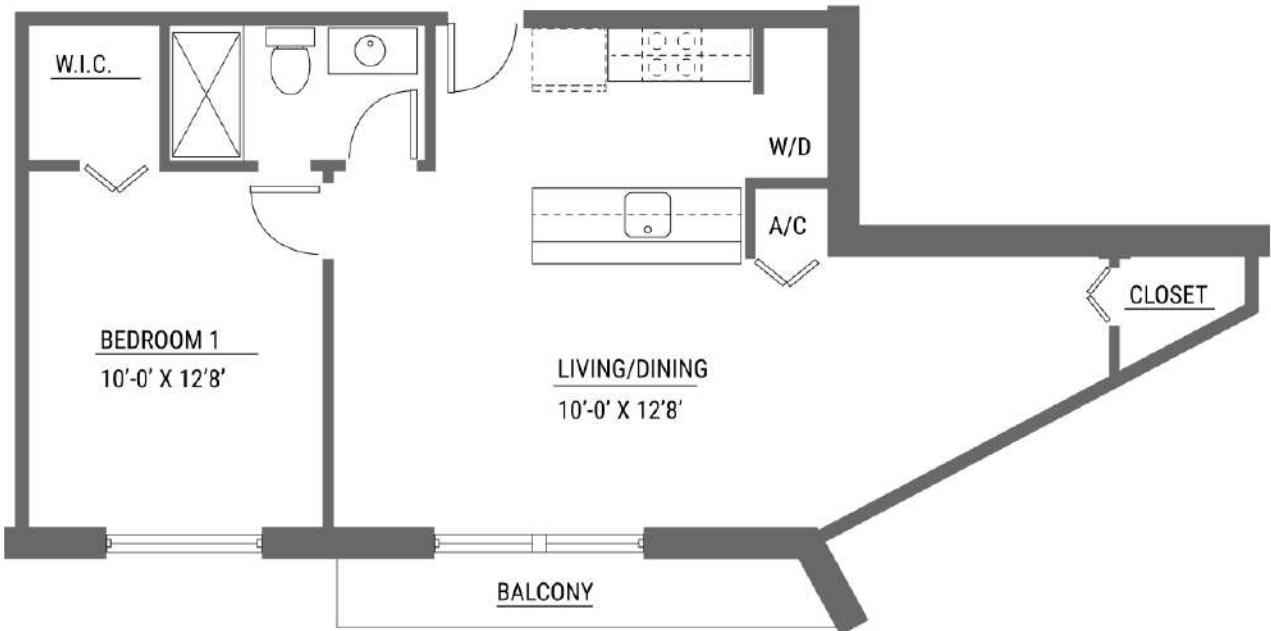 W.I.C.
W/D
A/C
CLOSET
BEDROOM 1
10’-0’ X 12’8’
LIVING/DINING
10’-0’ X 12’8’
BALCONY